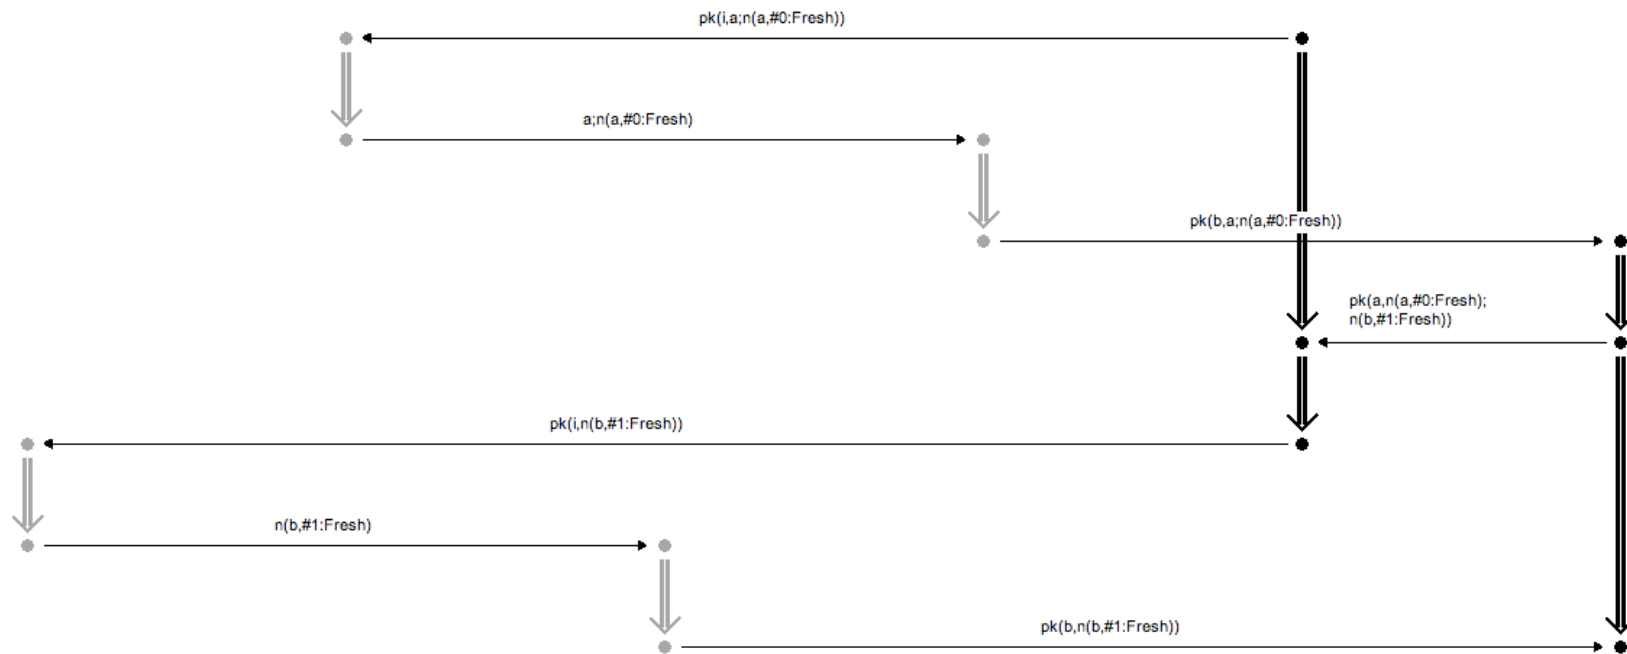 pk(i,a;n(a,#0:Fresh))
a;n(a,#0:Fresh)
pk(b,a;n(a,#0:Fresh))
pk(a,n(a,#0:Fresh);
n(b,#1:Fresh))
pk(i,n(b,#1:Fresh))
n(b,#1:Fresh)
pk(b,n(b,#1:Fresh))